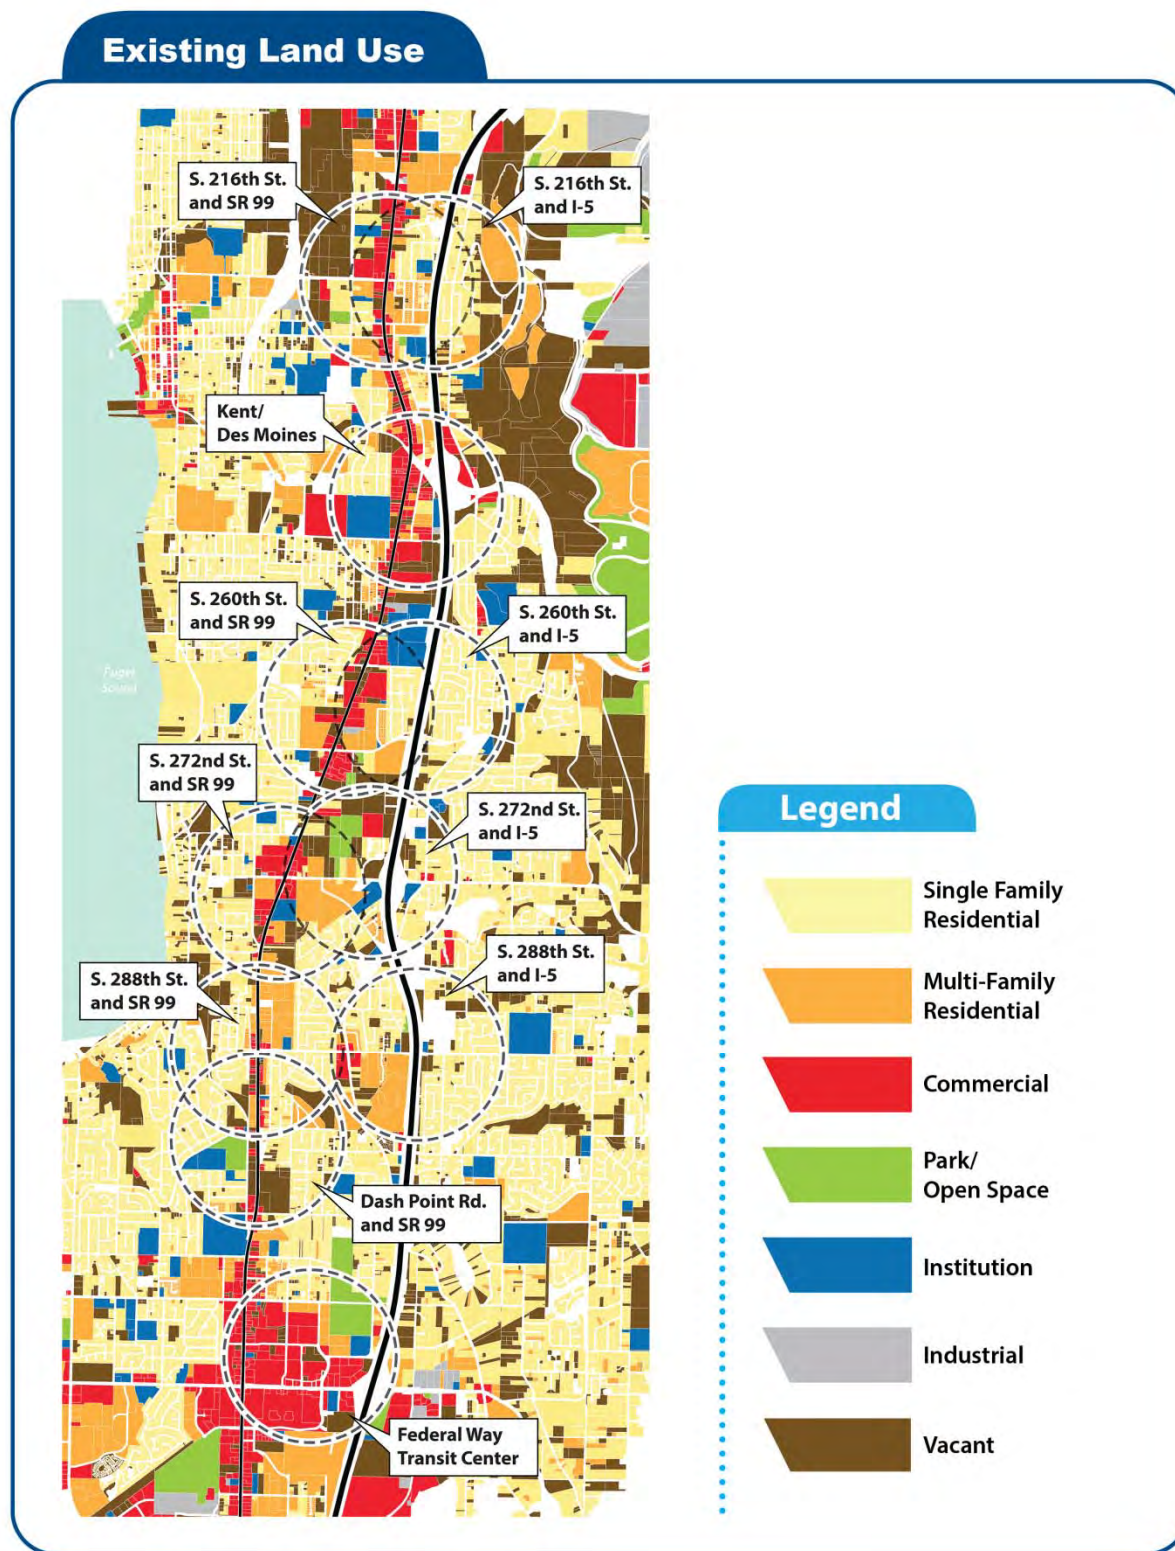 Existing Land Use
S. 216th St.
and SR 99
S. 216th St.
and I-5
Kent/
Des Moines
S. 260th St.
and SR 99
S. 260th St.
and I-5
Puget
Sound
S. 272nd St.
and SR 99
S. 272nd St.
and I-5
S. 288th St.
and SR 99
S. 288th St.
and I-5
Dash Point Rd.
and SR 99
Federal Way
Transit Center
Legend
Single Family
Residential
Multi-Family
Residential
Commercial
Park/
Open Space
Institution
Industrial
Vacant